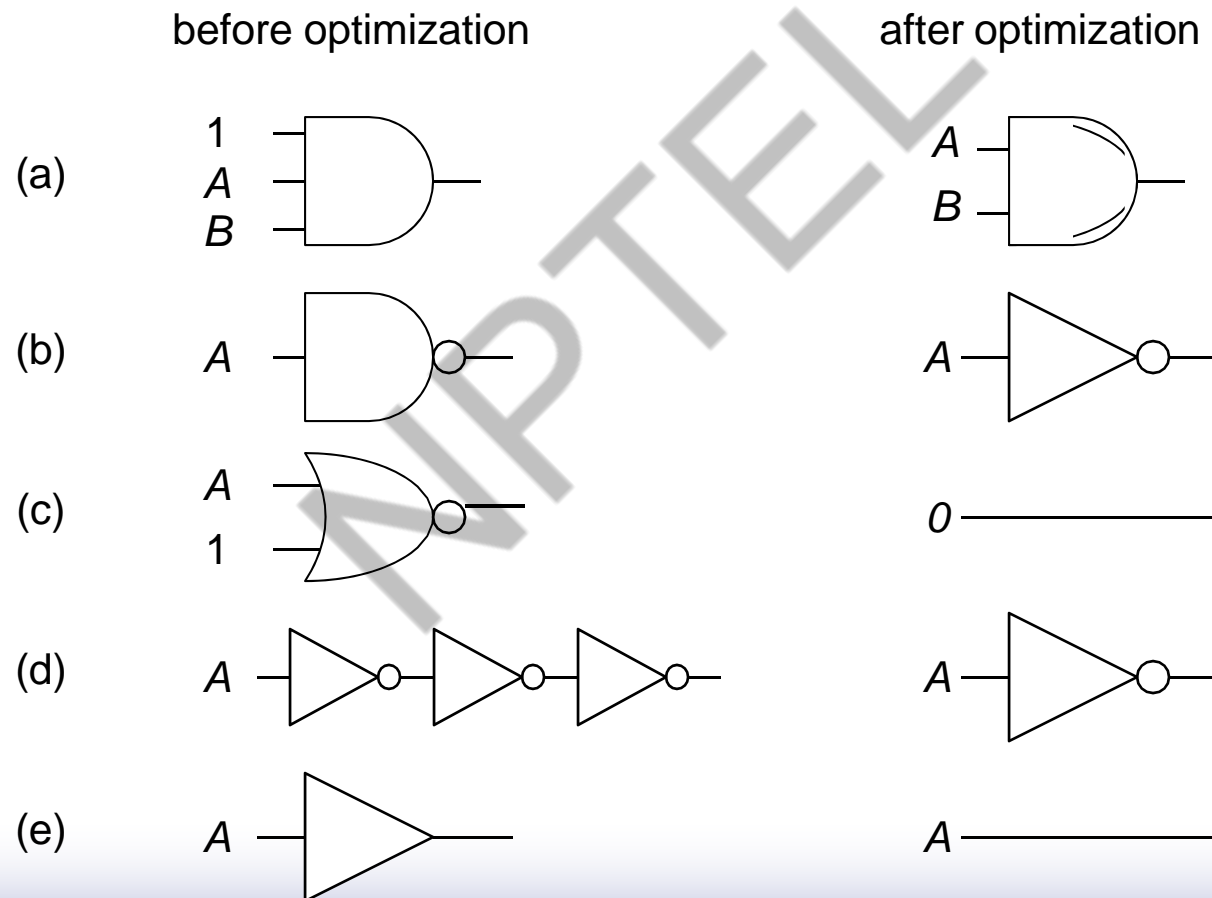 before optimization after optimization
(a) 1 A B A B
(b) A A
(c) A 1 0
(d) A A
(e) A A
NPTEL